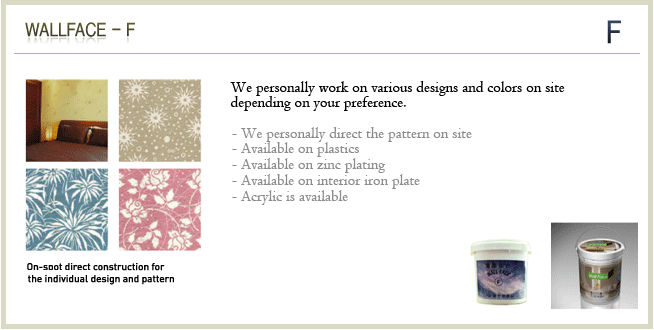 WALLFACE – F
F
We personally work on various designs and colors on site
depending on your preference.
- We personally direct the pattern on site
- Available on plastics
- Available on zinc plating
- Available on interior iron plate
- Acrylic is available
On-spot direct construction for
the individual design and pattern
F